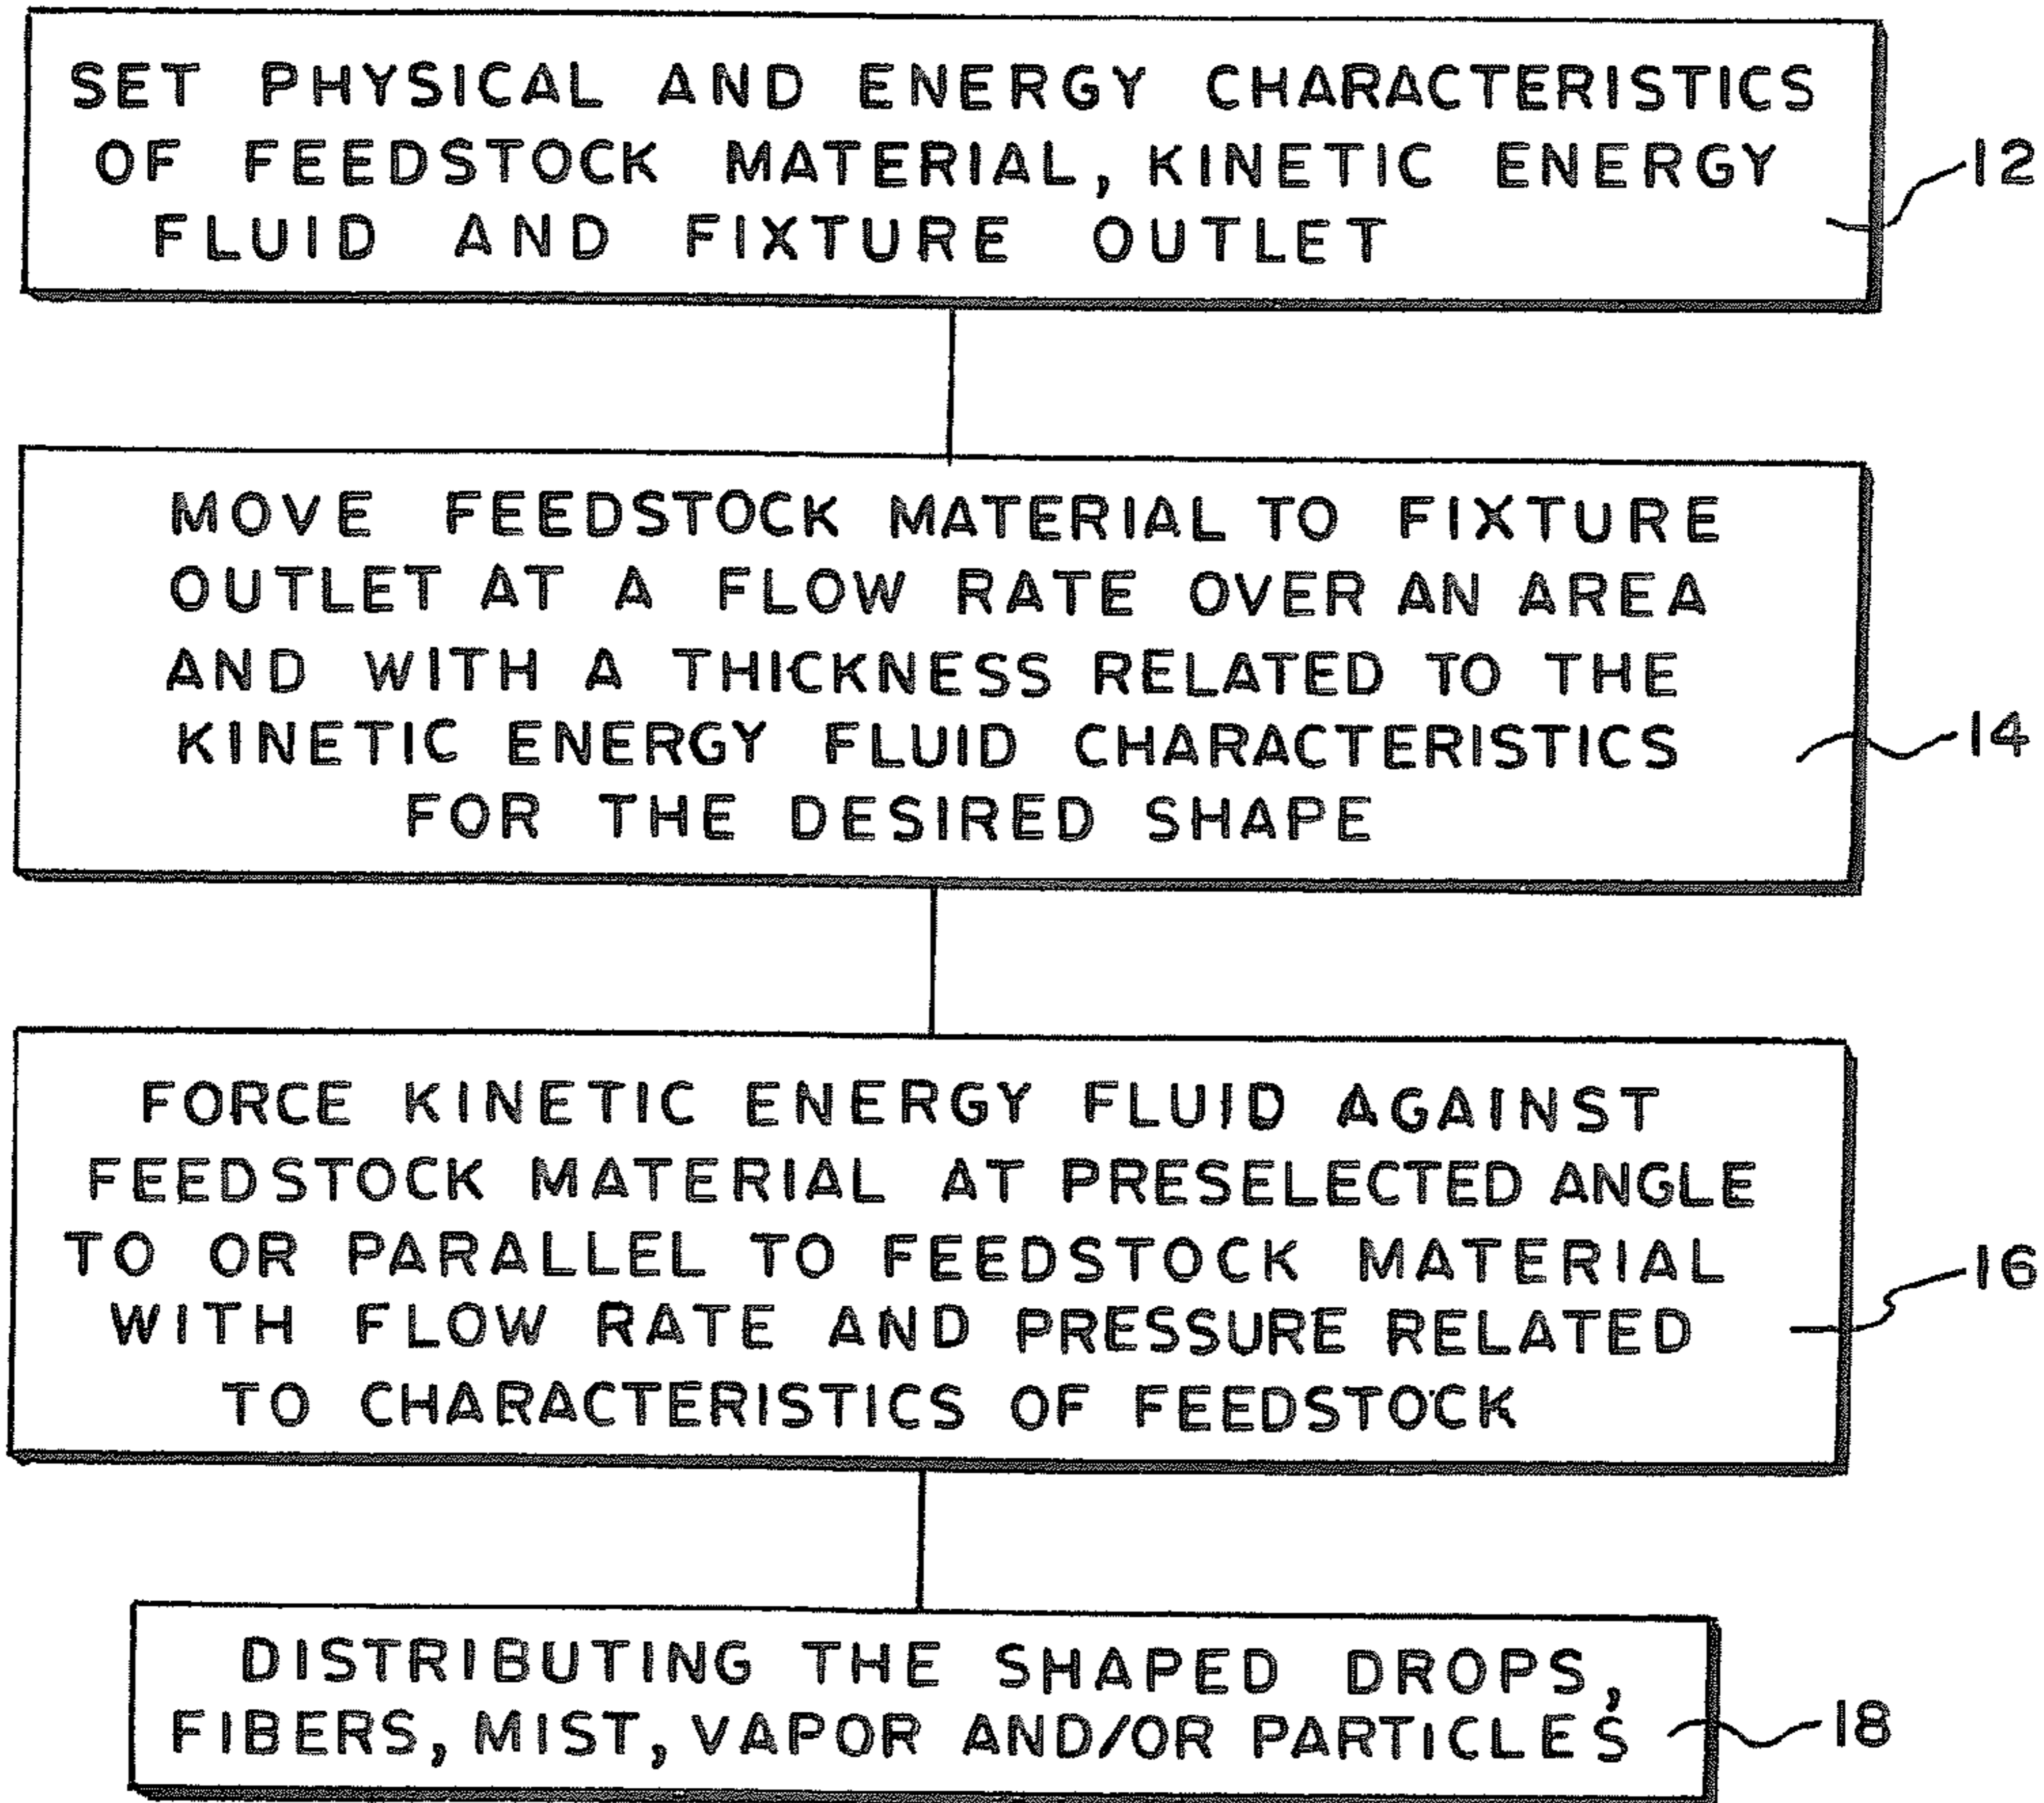 SET PHYSICAL AND ENERGY CHARACTERISTICS
OF FEEDSTOCK MATERIAL, KINETIC ENERGY
FLUID AND FIXTURE OUTLET
12
MOVE FEEDSTOCK MATERIAL TO FIXTURE
OUTLET AT A FLOW RATE OVER AN AREA
AND WITH A THICKNESS RELATED TO THE
KINETIC ENERGY FLUID CHARACTERISTICS
FOR THE DESIRED SHAPE
14
FORCE KINETIC ENERGY FLUID AGAINST
FEEDSTOCK MATERIAL AT PRESELECTED ANGLE
TO OR PARALLEL TO FEEDSTOCK MATERIAL
WITH FLOW RATE AND PRESSURE RELATED
TO CHARACTERISTICS OF FEEDSTOCK
16
DISTRIBUTING THE SHAPED DROPS,
FIBERS, MIST, VAPOR AND/OR PARTICLES
18